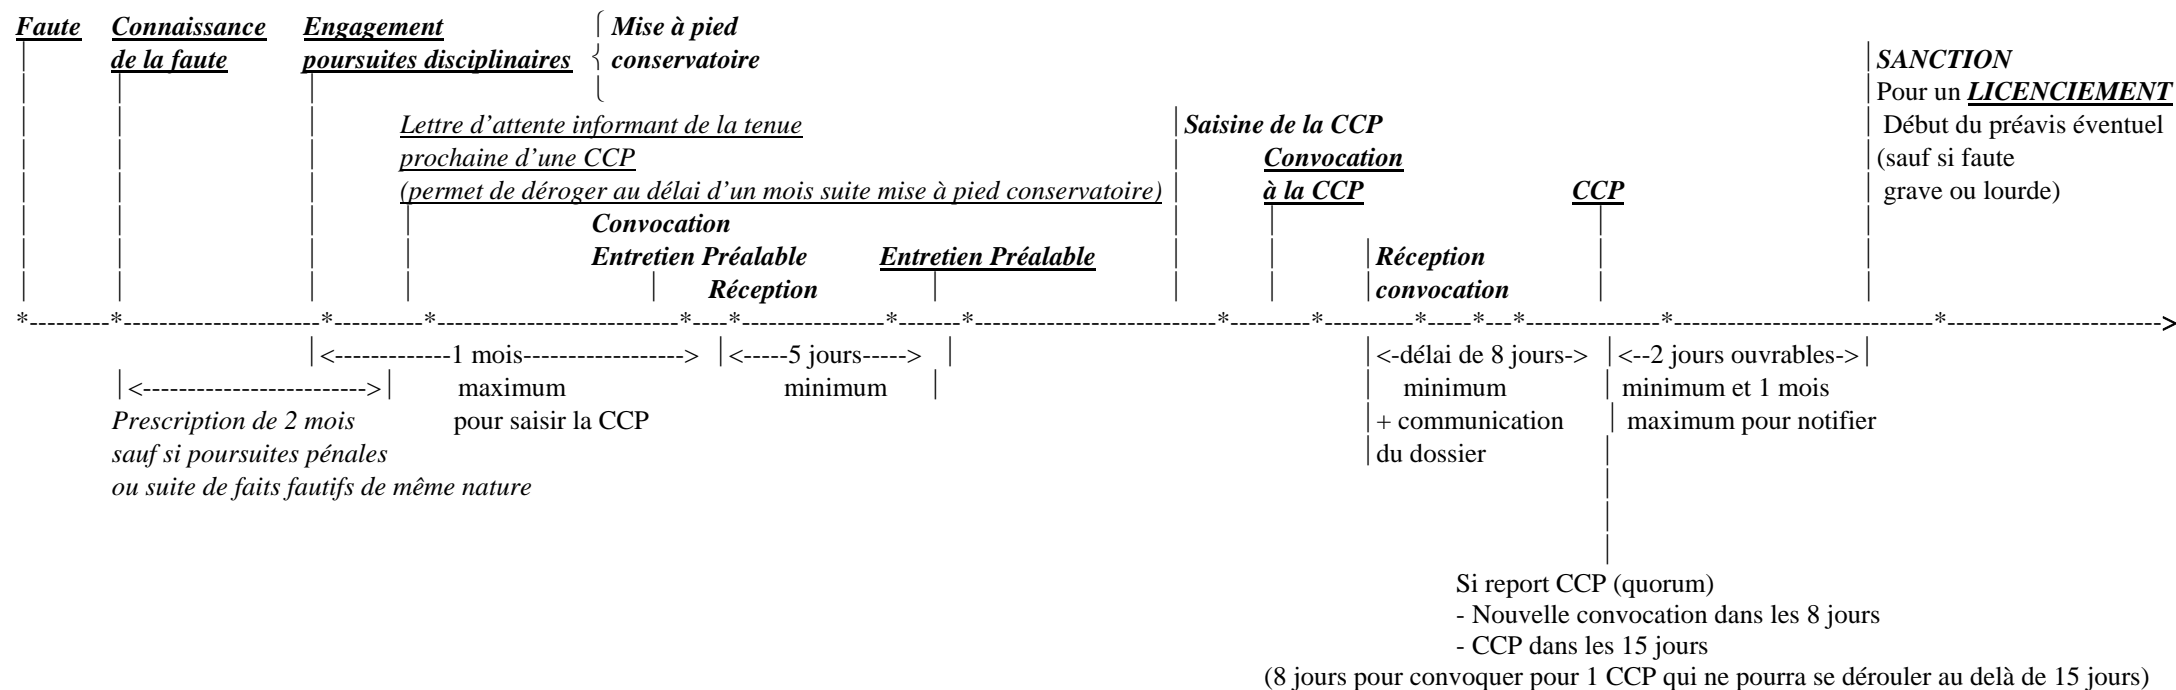 Faute Connaissance de la faute
Engagement poursuites disciplinaires
Mise à pied conservatoire
SANCTION
Pour un LICENCIEMENT
Début du préavis éventuel
(sauf si faute
grave ou lourde)
Lettre d'attente informant de la tenue
prochaine d'une CCP
(permet de déroger au délai d'un mois suite mise à pied conservatoire)
Saisine de la CCP
Convocation
à la CCP
CCP
Convocation
Entretien Préalable
Réception
Entretien Préalable
Réception
convocation
*---------*----------------------*-----------*----------------------------*----*-----------------*-------*----------------------------*----------*-----------*-----*---*----------------*------------------------------*------------------------->
|<-------------1 mois------------------> |<-----5 jours-----> | |<-délai de 8 jours-> |<--2 jours ouvrables->|
|<-------------------------->| maximum minimum | minimum | minimum et 1 mois
Prescription de 2 mois pour saisir la CCP |+ communication | maximum pour notifier
sauf si poursuites pénales |du dossier
ou suite de faits fautifs de même nature
Si report CCP (quorum)
- Nouvelle convocation dans les 8 jours
- CCP dans les 15 jours
(8 jours pour convoquer pour 1 CCP qui ne pourra se dérouler au delà de 15 jours)